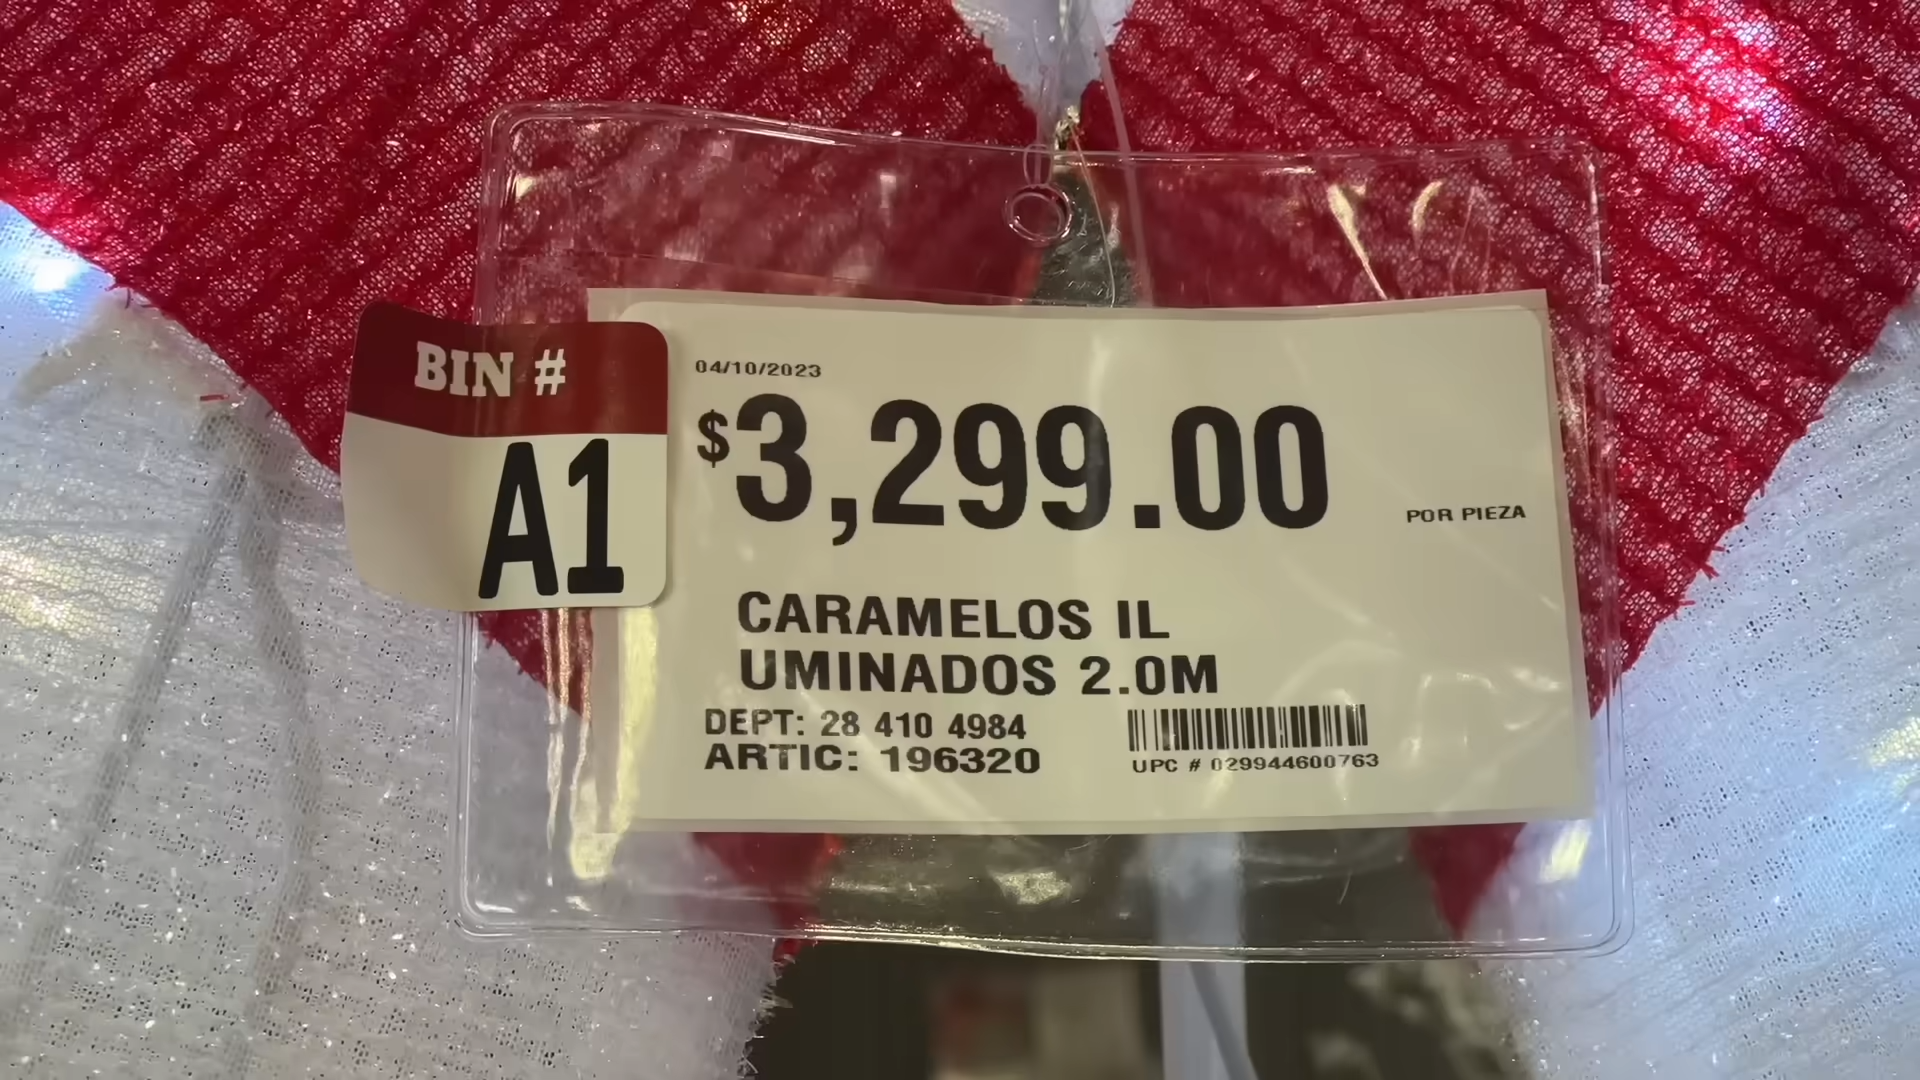 BIN #
A1
04/10/2023
$3,299.00
POR PIEZA
CARAMELOS IL
UMINADOS 2.0M
DEPT: 28 410 4984
ARTIC: 196320
UPC # 029944600763